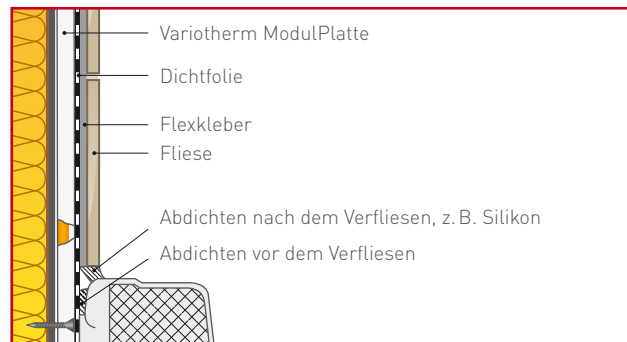 Variotherm ModulPlatte
Dichtfolie
Flexkleber
Fliese
Abdichten nach dem Verfliesen, z. B. Silikon
Abdichten vor dem Verfliesen